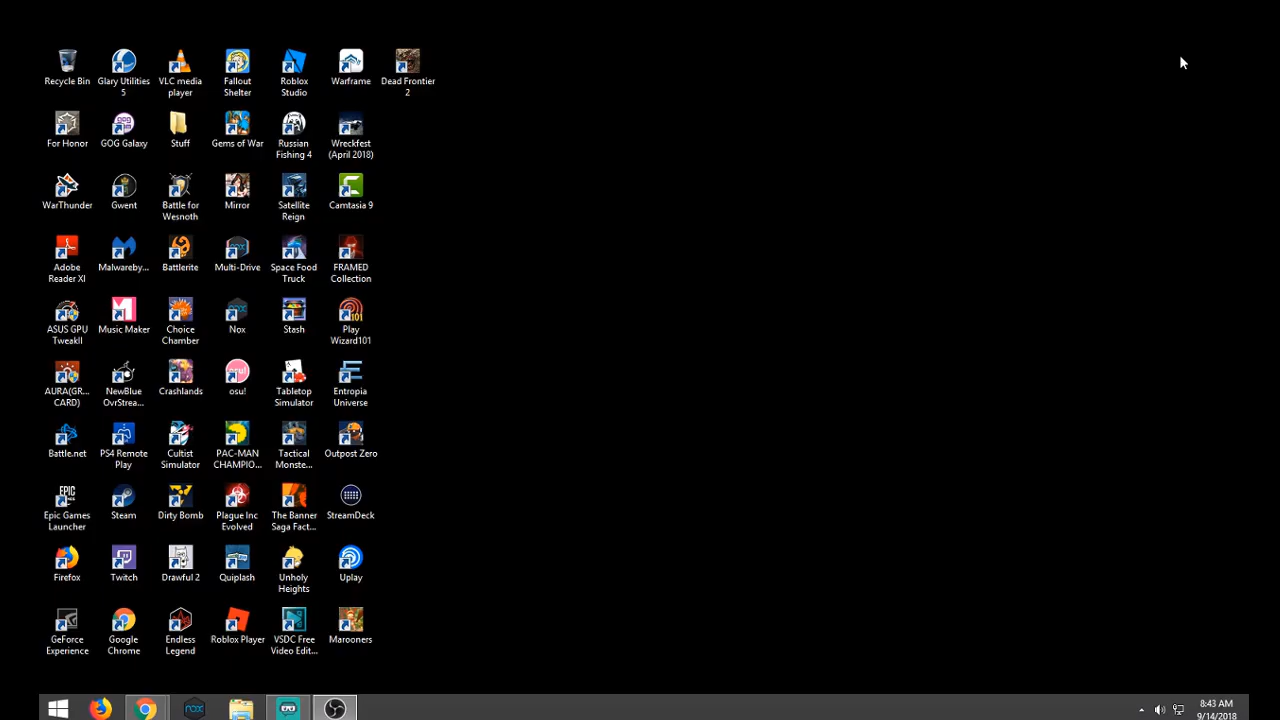 Recycle Bin
Glary Utilities
5
VLC media
player
Fallout
Shelter
Roblox
Studio
Warframe
Dead Frontier
2
For Honor
GOG Galaxy
Stuff
Gems of War
Russian
Fishing 4
Wreckfest
(April 2018)
WarThunder
Gwent
Battle for
Wesnoth
Mirror
Satellite
Reign
Camtasia 9
Adobe
Reader XI
Malwareby...
Battlerite
nox
Multi-Drive
Space Food
Truck
FRAMED
Collection
ASUS GPU
TweakII
Music Maker
Choice
Chamber
nox
Nox
Stash
101
Play
Wizard101
AURA(GR...
CARD)
NewBlue
OvrStrea...
Crashlands
osu!
osu!
Tabletop
Simulator
Entropia
Universe
Battle.net
PS4 Remote
Play
Cultist
Simulator
PAC-MAN
CHAMPIO...
Tactical
Monste...
Outpost Zero
EPIC
Epic Games
Launcher
Steam
Dirty Bomb
Plague Inc
Evolved
The Banner
Saga Fact...
StreamDeck
Firefox
Twitch
Drawful 2
Quiplash
Unholy
Heights
Uplay
GeForce
Experience
Google
Chrome
Endless
Legend
Roblox Player
VSDC Free
Video Edit...
Marooners
nox
8:43 AM
9/14/2018